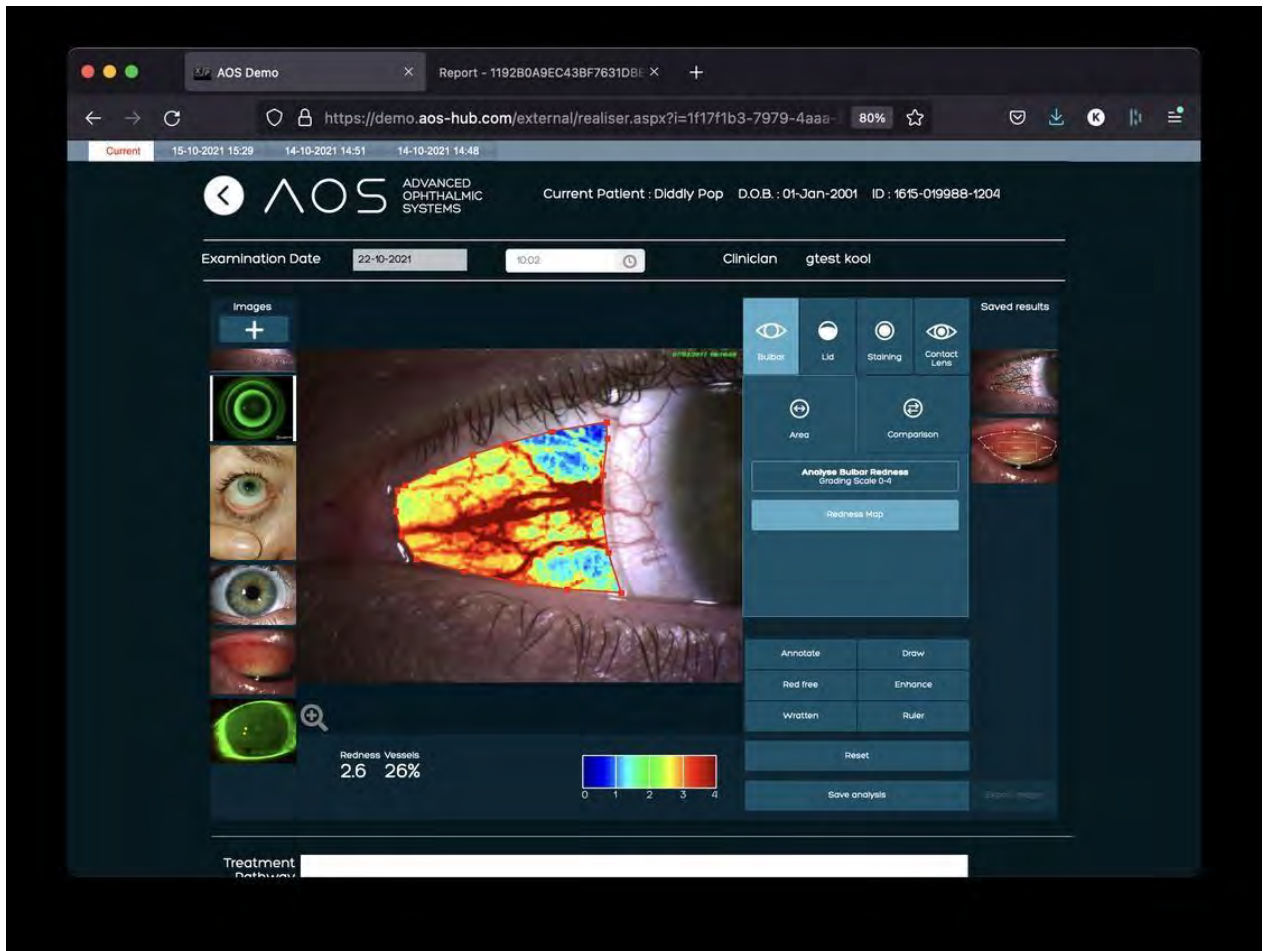 AOS Demo
Report - 1192B0A9EC43BF7631DB
https://demo.aos-hub.com/external/realiser.aspx?i=1f17f1b3-7979-4aaa-
80%
K
Current 15-10-2021 15:29 14-10-2021 14:51 14-10-2021 14:48
AOS
ADVANCED
OPHTHALMIC
SYSTEMS
Current Patient : Diddly Pop D.O.B. : 01-Jan-2001 ID : 1615-019988-1204
Examination Date 22-10-2021 10:02 Clinician gtest kool
Images
Saved results
Bulbar Lid Staining Contact
Lens
Area Comparison
Analyse Bulbar Redness
Grading Scale 0-4
Redness Map
Annotate Draw
Red free Enhance
Wratten Ruler
Reset
Save analysis
Redness Vessels
2.6 26%
0 1 2 3 4
Treatment
Pathway